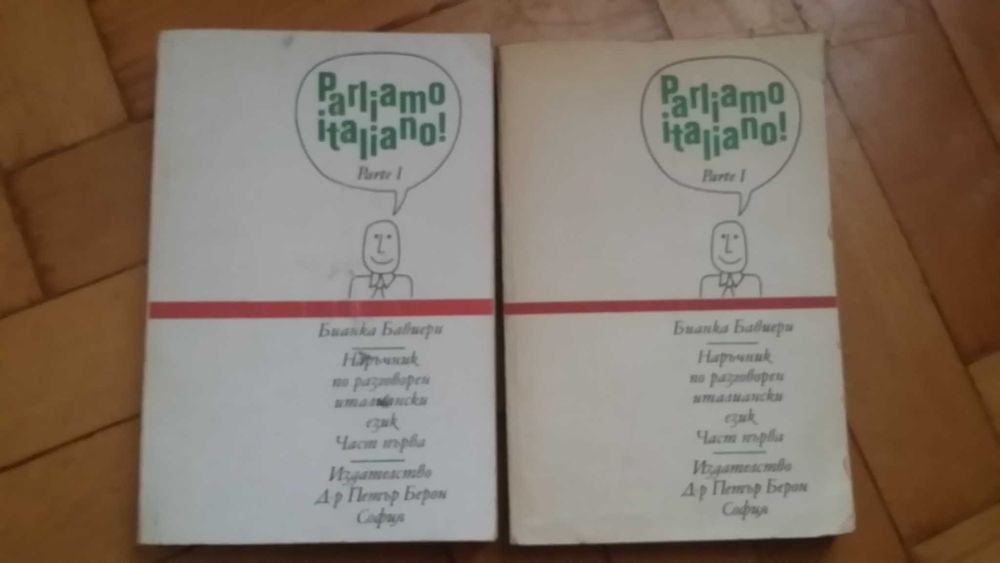 Parliamo
italiano!
Parte I
Бианка Бавиери
Наръчник
по разговорен
италиански
език
Част първа
Издателство
Д-р Петър Берон
София
Parliamo
italiano!
Parte I
Бианка Бавиери
Наръчник
по разговорен
италиански
език
Част първа
Издателство
Д-р Петър Берон
София